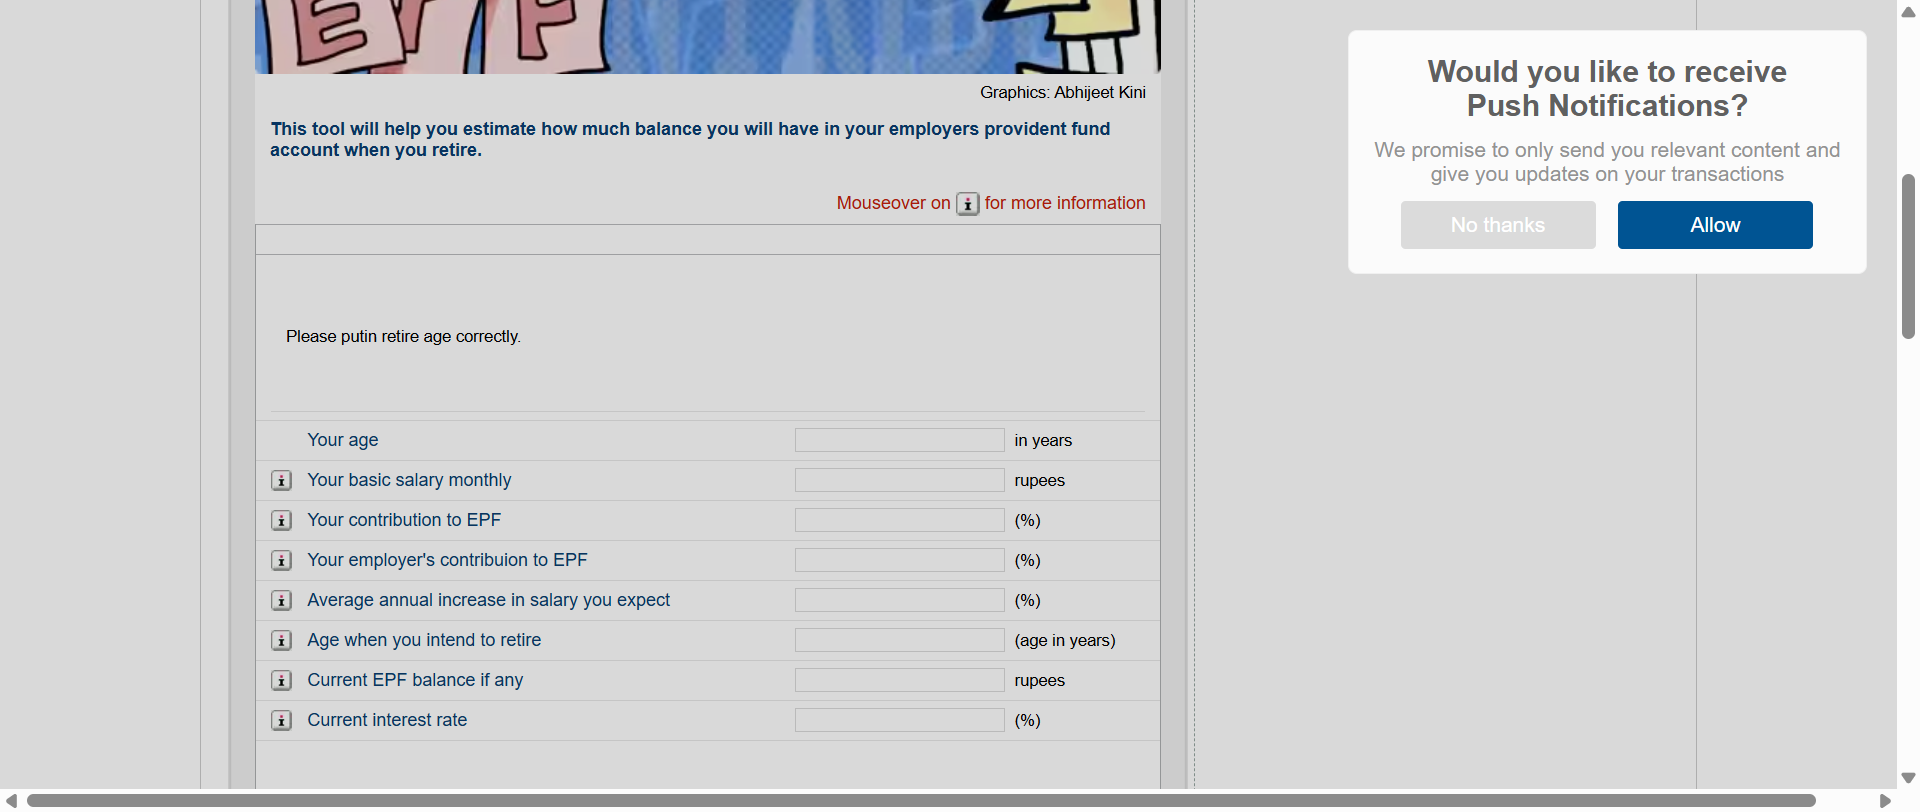 EPF
Graphics: Abhijeet Kini
This tool will help you estimate how much balance you will have in your employers provident fund
account when you retire.
Mouseover on i for more information
Please putin retire age correctly.
Your age in years
i Your basic salary monthly rupees
i Your contribution to EPF (%)
i Your employer's contribuion to EPF (%)
i Average annual increase in salary you expect (%)
i Age when you intend to retire (age in years)
i Current EPF balance if any rupees
i Current interest rate (%)
Would you like to receive
Push Notifications?
We promise to only send you relevant content and
give you updates on your transactions
No thanks
Allow